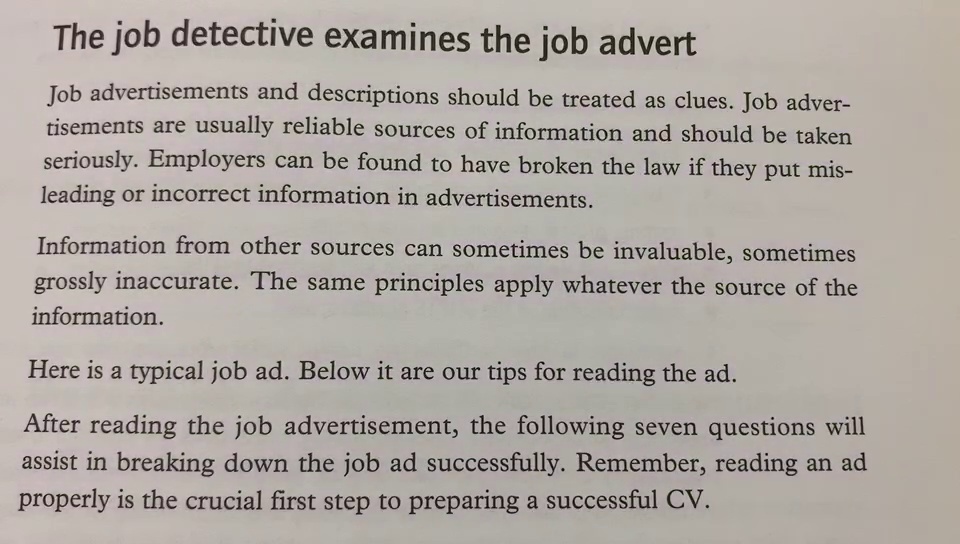 The job detective examines the job advert
Job advertisements and descriptions should be treated as clues. Job adver-
tisements are usually reliable sources of information and should be taken
seriously. Employers can be found to have broken the law if they put mis-
leading or incorrect information in advertisements.
Information from other sources can sometimes be invaluable, sometimes
grossly inaccurate. The same principles apply whatever the source of the
information.
Here is a typical job ad. Below it are our tips for reading the ad.
After reading the job advertisement, the following seven questions will
assist in breaking down the job ad successfully. Remember, reading an ad
properly is the crucial first step to preparing a successful CV.